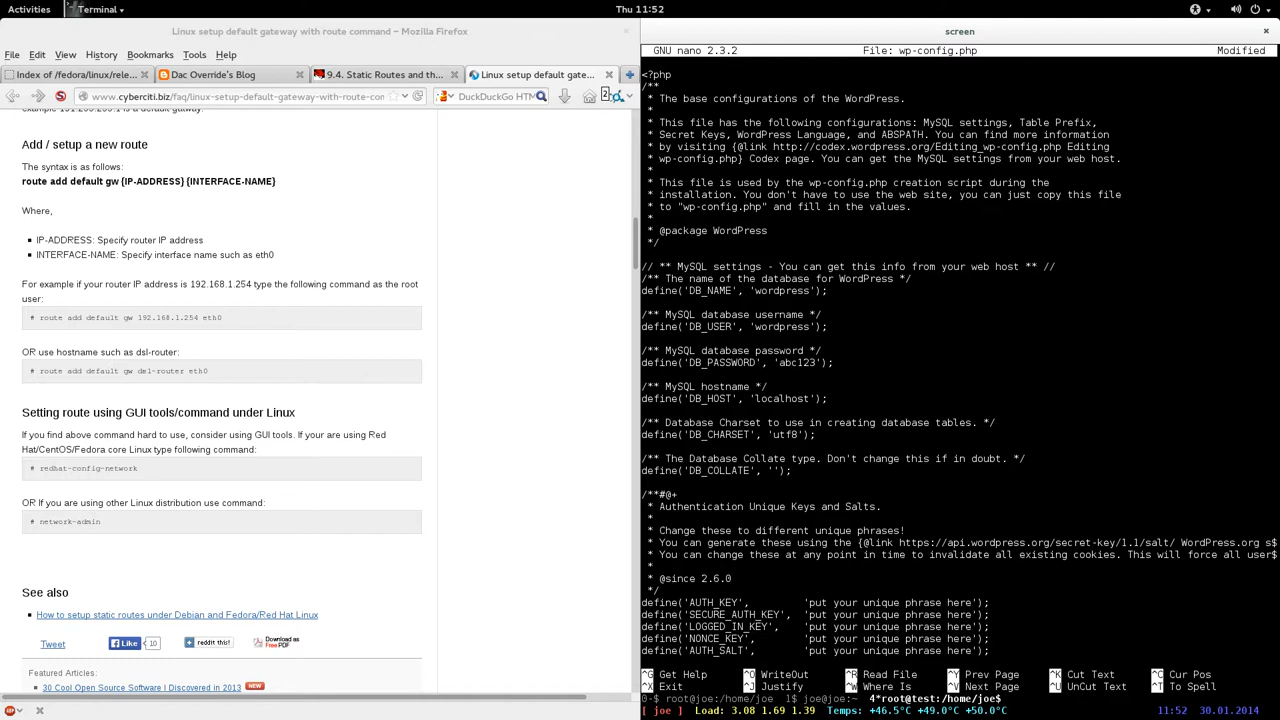 Activities Terminal Thu 11:52
Linux setup default gateway with route command – Mozilla Firefox
File Edit View History Bookmarks Tools Help
Index of /fedora/linux/rele... Dac Override's Blog 9.4. Static Routes and th... Linux setup default gate...
www.cyberciti.biz/faq/linux-setup-default-gateway-with-route-con DuckDuckGo HTM 2
Add / setup a new route
The syntax is as follows:
route add default gw {IP-ADDRESS} {INTERFACE-NAME}
Where,
IP-ADDRESS: Specify router IP address
INTERFACE-NAME: Specify interface name such as eth0
For example if your router IP address is 192.168.1.254 type the following command as the root
user:
# route add default gw 192.168.1.254 eth0
OR use hostname such as dsl-router:
# route add default gw dsl-router eth0
Setting route using GUI tools/command under Linux
If you find above command hard to use, consider using GUI tools. If your are using Red
Hat/CentOS/Fedora core Linux type following command:
# redhat-config-network
OR If you are using other Linux distribution use command:
# network-admin
See also
How to setup static routes under Debian and Fedora/Red Hat Linux
Tweet Like 10 reddit this! Download as Free PDF
Featured Articles:
30 Cool Open Source Software I Discovered in 2013 NEW
screen
GNU nano 2.3.2 File: wp-config.php Modified
<?php
/**
* The base configurations of the WordPress.
*
* This file has the following configurations: MySQL settings, Table Prefix,
* Secret Keys, WordPress Language, and ABSPATH. You can find more information
* by visiting {@link http://codex.wordpress.org/Editing_wp-config.php Editing
* wp-config.php} Codex page. You can get the MySQL settings from your web host.
*
* This file is used by the wp-config.php creation script during the
* installation. You don't have to use the web site, you can just copy this file
* to "wp-config.php" and fill in the values.
*
* @package WordPress
*/
// ** MySQL settings - You can get this info from your web host ** //
/** The name of the database for WordPress */
define('DB_NAME', 'wordpress');
/** MySQL database username */
define('DB_USER', 'wordpress');
/** MySQL database password */
define('DB_PASSWORD', 'abc123');
/** MySQL hostname */
define('DB_HOST', 'localhost');
/** Database Charset to use in creating database tables. */
define('DB_CHARSET', 'utf8');
/** The Database Collate type. Don't change this if in doubt. */
define('DB_COLLATE', '');
/**#@+
* Authentication Unique Keys and Salts.
*
* Change these to different unique phrases!
* You can generate these using the {@link https://api.wordpress.org/secret-key/1.1/salt/ WordPress.org s$
* You can change these at any point in time to invalidate all existing cookies. This will force all user$
*
* @since 2.6.0
*/
define('AUTH_KEY', 'put your unique phrase here');
define('SECURE_AUTH_KEY', 'put your unique phrase here');
define('LOGGED_IN_KEY', 'put your unique phrase here');
define('NONCE_KEY', 'put your unique phrase here');
define('AUTH_SALT', 'put your unique phrase here');
^G Get Help ^O WriteOut ^R Read File ^Y Prev Page ^K Cut Text ^C Cur Pos
^X Exit ^J Justify ^W Where Is ^V Next Page ^U UnCut Text ^T To Spell
0-$ root@joe:/home/joe 1$ joe@joe:~ 4*root@test:/home/joe$
[ joe ] Load: 3.08 1.69 1.39 Temps: +46.5°C +49.0°C +50.0°C 11:52 30.01.2014